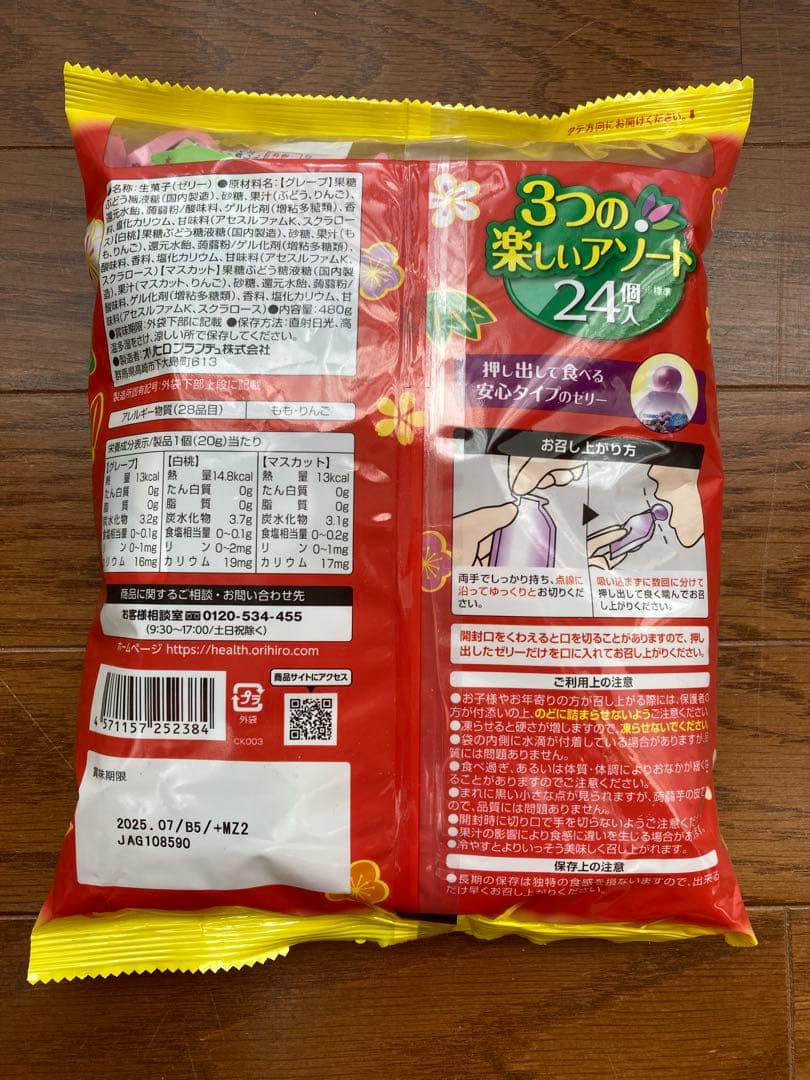 タテ方向にお開けください。
●名称:生菓子(ゼリー) ●原材料名:【グレープ】果糖
ぶどう糖液糖(国内製造)、砂糖、果汁(ぶどう、りんご)、
還元水飴、蒟蒻粉/酸味料、ゲル化剤(増粘多糖類)、香
料、塩化カリウム、甘味料(アセスルファムK、スクラロー
ス)【白桃】果糖ぶどう糖液糖(国内製造)、砂糖、果汁(も
も、りんご)、還元水飴、蒟蒻粉/ゲル化剤(増粘多糖類)、
酸味料、香料、塩化カリウム、甘味料(アセスルファムK、
スクラロース)【マスカット】果糖ぶどう糖液糖(国内製
造)、果汁(マスカット、りんご)、砂糖、還元水飴、蒟蒻粉/
酸味料、ゲル化剤(増粘多糖類)、香料、塩化カリウム、甘
味料(アセスルファムK、スクラロース) ●内容量:480g
●賞味期限:外袋下部に記載 ●保存方法:直射日光、高
温多湿をさけ、涼しい所で保存してください。
●製造者:オリヒロプランデュ株式会社
群馬県高崎市下大島町613
製造所固有記号:外袋下部上段に記載
アレルギー物質(28品目) もも・りんご
栄養成分表示/製品1個(20g)当たり
【グレープ】 【白桃】 【マスカット】
熱量 13kcal 熱量 14.8kcal 熱量 13kcal
たん白質 0g たん白質 0g たん白質 0g
脂質 0g 脂質 0g 脂質 0g
炭水化物 3.2g 炭水化物 3.7g 炭水化物 3.1g
食塩相当量 0~0.1g 食塩相当量 0~0.1g 食塩相当量 0~0.2g
リン 0~1mg リン 0~2mg リン 0~1mg
カリウム 16mg カリウム 19mg カリウム 17mg
商品に関するご相談・お問い合わせ先
お客様相談室 0120-534-455
(9:30~17:00/土日祝除く)
ホームページ https://health.orihiro.com
4 571157 252384
プラ
外袋
CK003
商品サイトにアクセス
賞味期限
2025.07/B5/+MZ2
JAG108590
3つの
楽しいアソート
24個入
※標準
押し出して食べる
安心タイプのゼリー
お召し上がり方
両手でしっかり持ち、点線に
沿ってゆっくりとお切りくだ
さい。
吸い込まずに数回に分けて
押し出して良く噛んでお召
し上がりください。
開封口をくわえると口を切ることがありますので、押し
出したゼリーだけを口に入れてお召し上がりください。
ご利用上の注意
●お子様やお年寄りの方が召し上がる際には、保護者の
方が付添いの上、のどに詰まらせないようご注意ください。
●凍らせると硬さが増しますので、凍らせないでください。
●袋の内側に水滴が付着している場合がありますが、品
質には問題ありません。
●食べ過ぎ、あるいは体質・体調によりおなかが緩くな
ることがありますのでご注意ください。
●まれに黒い小さな点が見られますが、蒟蒻芋の皮です
ので、品質には問題ありません。
●開封時に切り口で手を切らないようご注意ください。
●果汁の影響により食感に違いを生じる場合があります。
●冷やすとよりいっそう美味しく召し上がれます。
保存上の注意
●長期の保存は独特の食感を損ないますので、出来る
だけ早くお召し上がりください。